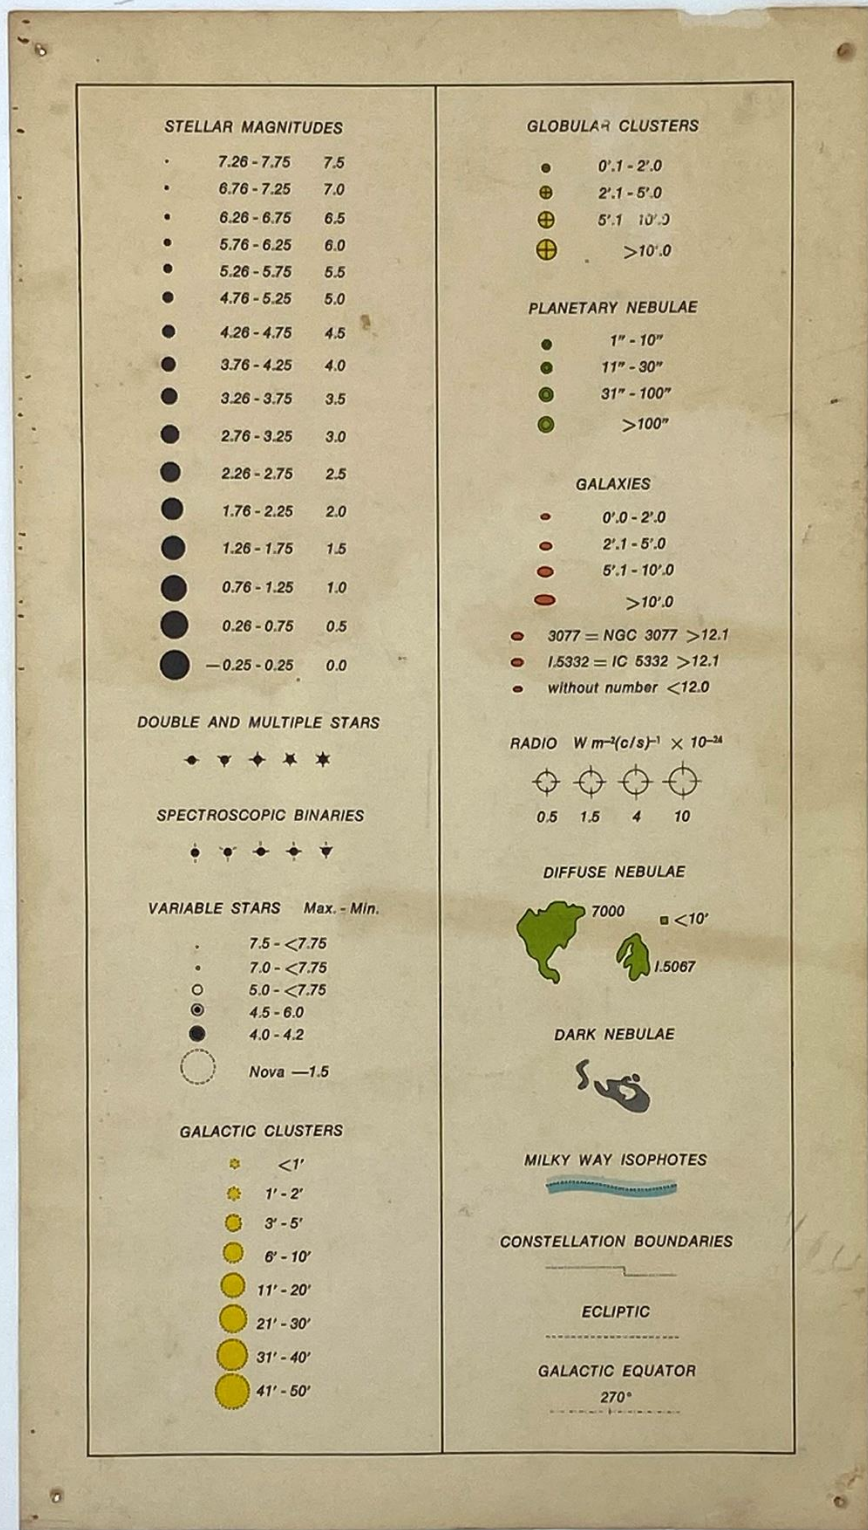 STELLAR MAGNITUDES
7.26 - 7.75 7.5
6.76 - 7.25 7.0
6.26 - 6.75 6.5
5.76 - 6.25 6.0
5.26 - 5.75 5.5
4.76 - 5.25 5.0
4.26 - 4.75 4.5
3.76 - 4.25 4.0
3.26 - 3.75 3.5
2.76 - 3.25 3.0
2.26 - 2.75 2.5
1.76 - 2.25 2.0
1.26 - 1.75 1.5
0.76 - 1.25 1.0
0.26 - 0.75 0.5
—0.25 - 0.25 0.0
DOUBLE AND MULTIPLE STARS
SPECTROSCOPIC BINARIES
VARIABLE STARS Max. - Min.
7.5 - <7.75
7.0 - <7.75
5.0 - <7.75
4.5 - 6.0
4.0 - 4.2
Nova —1.5
GALACTIC CLUSTERS
<1'
1' - 2'
3' - 5'
6' - 10'
11' - 20'
21' - 30'
31' - 40'
41' - 50'
GLOBULAR CLUSTERS
0'.1 - 2'.0
2'.1 - 5'.0
5'.1 10'.0
>10'.0
PLANETARY NEBULAE
1" - 10"
11" - 30"
31" - 100"
>100"
GALAXIES
0'.0 - 2'.0
2'.1 - 5'.0
5'.1 - 10'.0
>10'.0
3077 = NGC 3077 >12.1
I.5332 = IC 5332 >12.1
without number <12.0
RADIO W m⁻²(c/s)⁻¹ × 10⁻²⁴
0.5 1.5 4 10
DIFFUSE NEBULAE
7000 <10'
I.5067
DARK NEBULAE
MILKY WAY ISOPHOTES
CONSTELLATION BOUNDARIES
ECLIPTIC
GALACTIC EQUATOR
270°